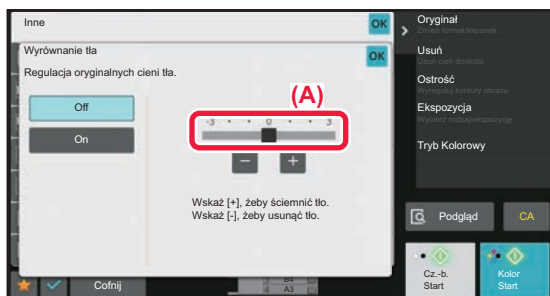 Inne
OK
Wyrównanie tła
OK
Regulacja oryginalnych cieni tła.
Off
On
(A)
-3 • • 0 • • 3
- +
Wskaż [+], żeby ściemnić tło.
Wskaż [-], żeby usunąć tło.
Cofnij
B4
A3
Oryginał
Zmień format/kierunek
Usuń
Usuń cień dookoła
Ostrość
Wyreguluj kontury obrazu
Ekspozycja
Wybierz rodzaj/ekspozycję
Tryb Kolorowy
Podgląd
CA
Cz.-b.
Start
Kolor
Start